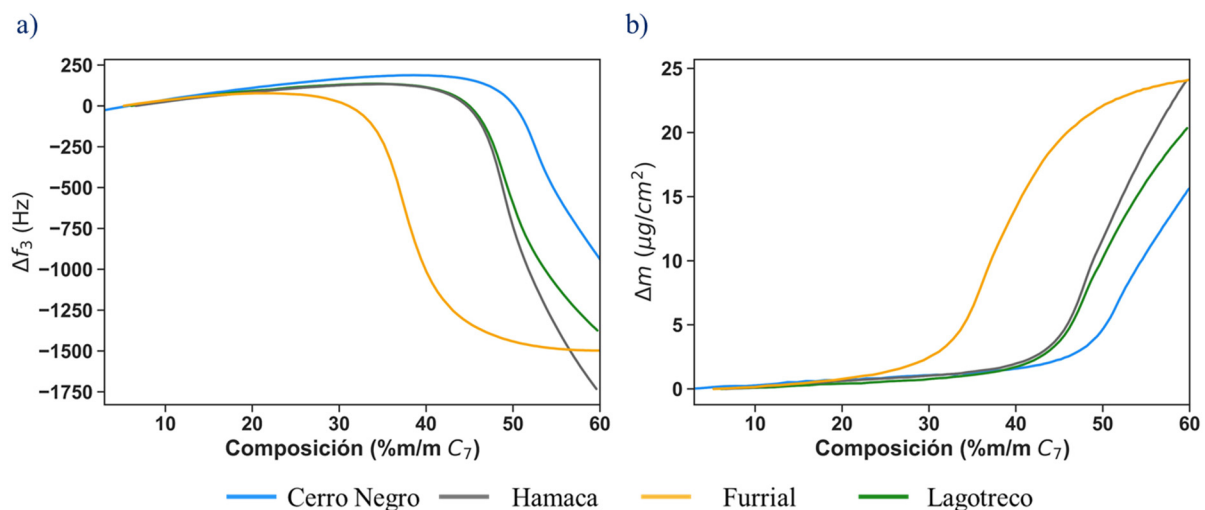 a)
250
0
−250
−500
−750
−1000
−1250
−1500
−1750
Δf₃ (Hz)
10 20 30 40 50 60
Composición (%m/m C₇)
b)
25
20
15
10
5
0
Δm (μg/cm²)
10 20 30 40 50 60
Composición (%m/m C₇)
Cerro Negro Hamaca Furrial Lagotreco